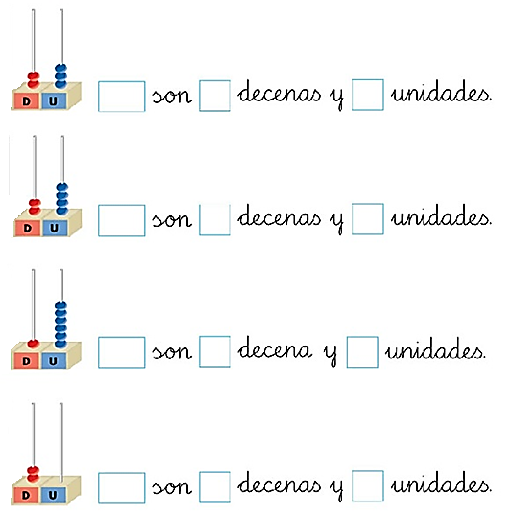 D U son decenas y unidades.
D U son decenas y unidades.
D U son decena y unidades.
D U son decenas y unidades.